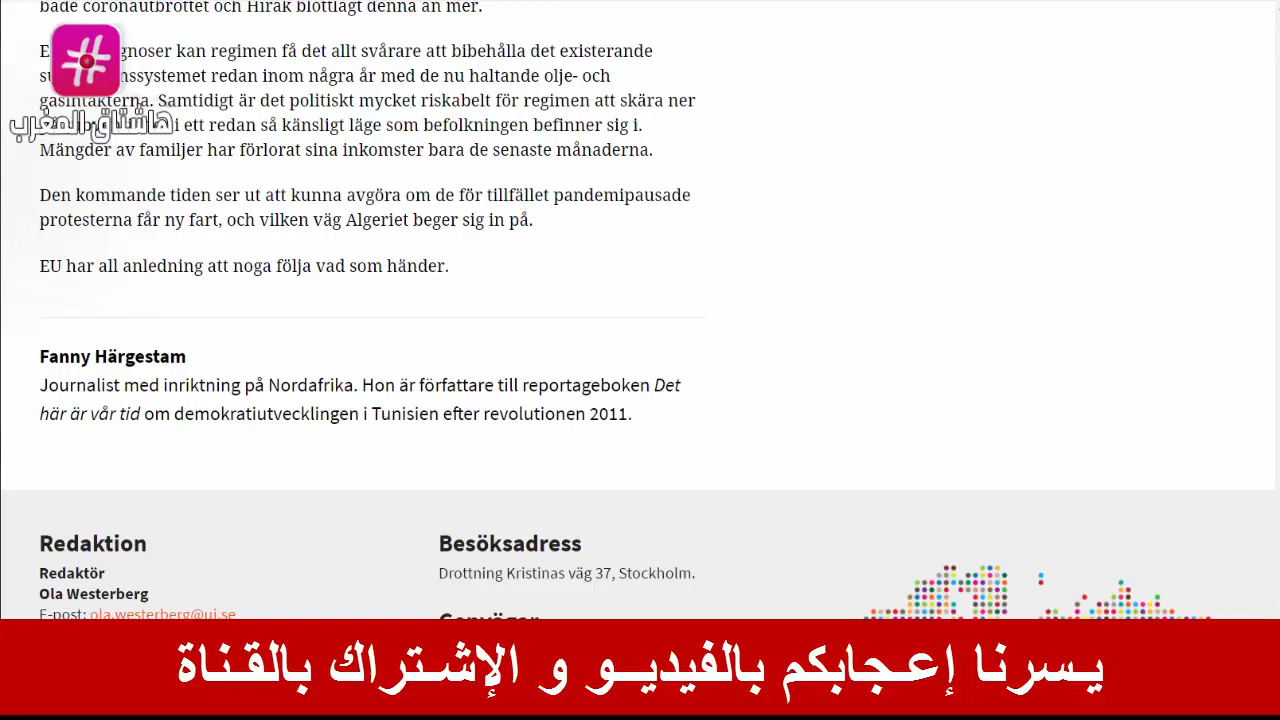 både coronautbrottet och Hirak blottlagt denna än mer.
gnoser kan regimen få det allt svårare att bibehålla det existerande
nssystemet redan inom några år med de nu haltande olje- och
gasintäkterna. Samtidigt är det politiskt mycket riskabelt för regimen att skära ner
i ett redan så känsligt läge som befolkningen befinner sig i.
هاشتاق المغرب
Mängder av familjer har förlorat sina inkomster bara de senaste månaderna.
Den kommande tiden ser ut att kunna avgöra om de för tillfället pandemipausade
protesterna får ny fart, och vilken väg Algeriet beger sig in på.
EU har all anledning att noga följa vad som händer.
Fanny Härgestam
Journalist med inriktning på Nordafrika. Hon är författare till reportageboken Det
här är vår tid om demokratiutvecklingen i Tunisien efter revolutionen 2011.
Redaktion
Redaktör
Ola Westerberg
E-post: ola.westerberg@ui.se
Besöksadress
Drottning Kristinas väg 37, Stockholm.
يسرنا إعجابكم بالفيديو و الإشتراك بالقناة